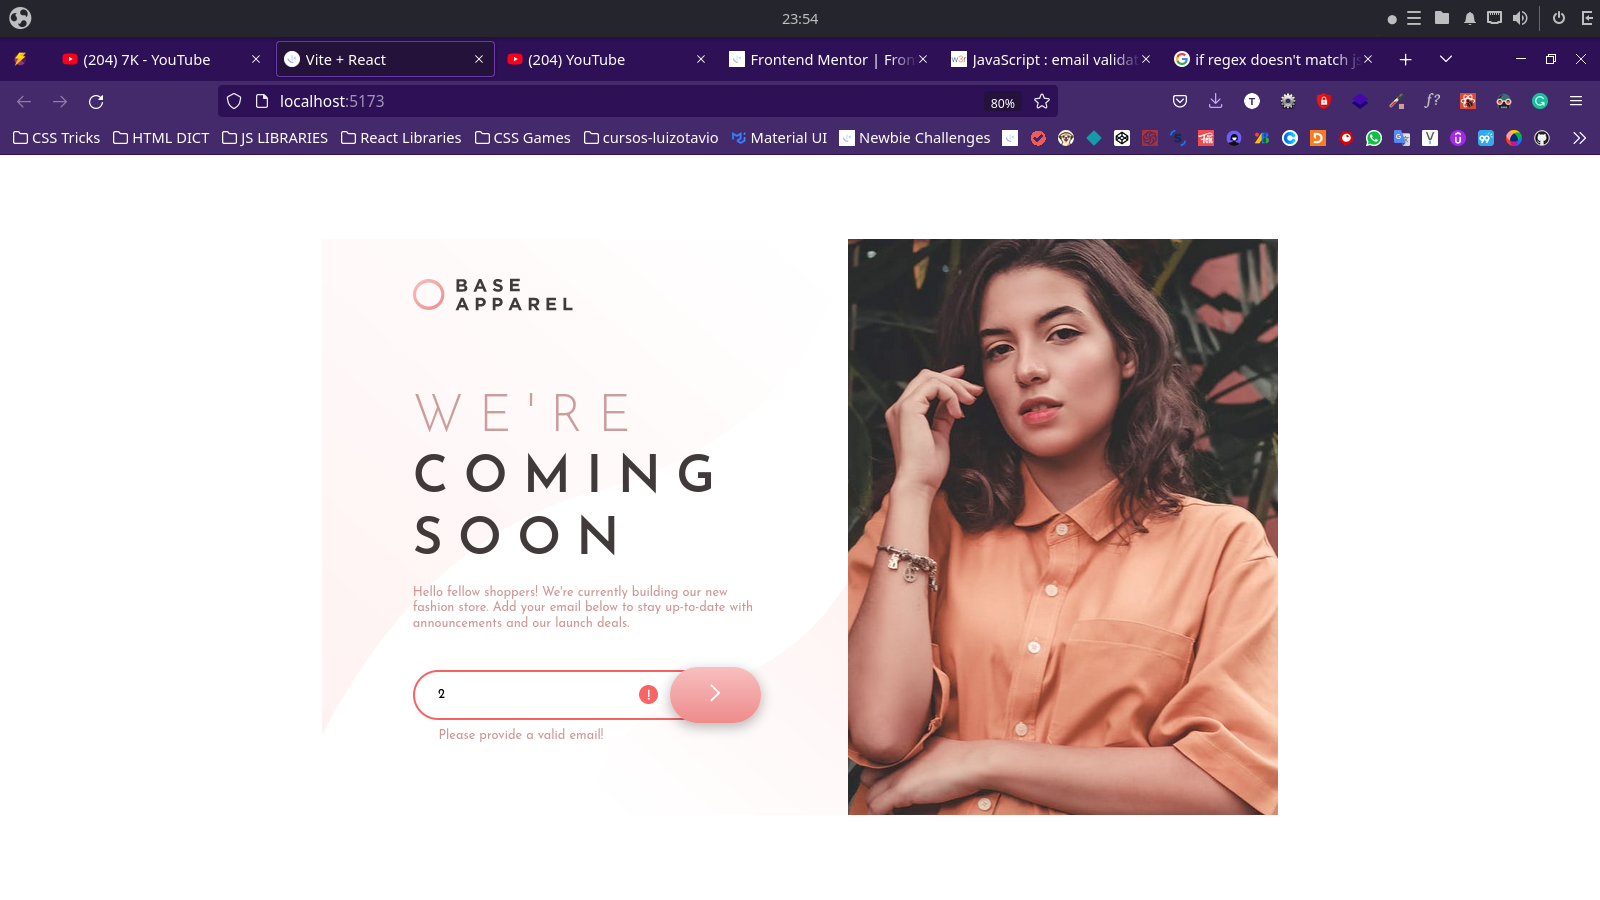 23:54
(204) 7K - YouTube
Vite + React
(204) YouTube
Frontend Mentor | Fron
JavaScript : email validat
if regex doesn't match js
localhost:5173
80%
CSS Tricks
HTML DICT
JS LIBRARIES
React Libraries
CSS Games
cursos-luizotavio
Material UI
Newbie Challenges
BASE
APPAREL
WE'RE
COMING
SOON
Hello fellow shoppers! We're currently building our new
fashion store. Add your email below to stay up-to-date with
announcements and our launch deals.
2
!
Please provide a valid email!